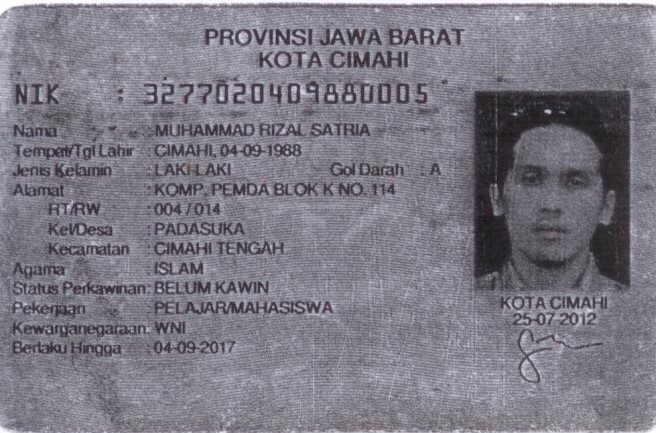 PROVINSI JAWA BARAT
KOTA CIMAHI
NIK : 3277020409880005
Nama : MUHAMMAD RIZAL SATRIA
Tempat/Tgl Lahir : CIMAHI, 04-09-1988
Jenis Kelamin : LAKI-LAKI Gol Darah : A
Alamat : KOMP. PEMDA BLOK K NO. 114
RT/RW : 004 / 014
Kel/Desa : PADASUKA
Kecamatan : CIMAHI TENGAH
Agama : ISLAM
Status Perkawinan: BELUM KAWIN
Pekerjaan : PELAJAR/MAHASISWA
Kewarganegaraan: WNI
Berlaku Hingga : 04-09-2017
KOTA CIMAHI
25-07-2012